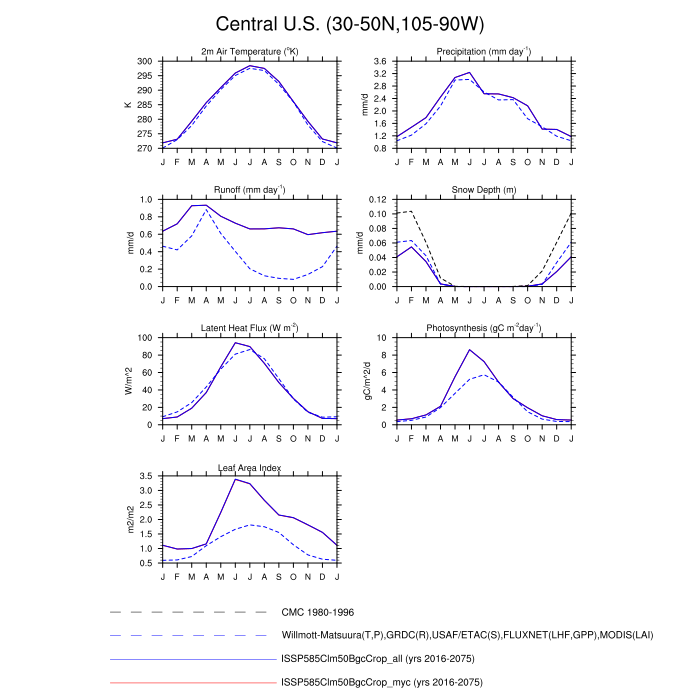 Central U.S. (30-50N,105-90W)
2m Air Temperature (°K)
300
295
290
285
280
275
270
K
J F M A M J J A S O N D J
Precipitation (mm day⁻¹)
3.6
3.2
2.8
2.4
2.0
1.6
1.2
0.8
mm/d
J F M A M J J A S O N D J
Runoff (mm day⁻¹)
1.0
0.8
0.6
0.4
0.2
0.0
mm/d
J F M A M J J A S O N D J
Snow Depth (m)
0.12
0.10
0.08
0.06
0.04
0.02
0.00
mm/d
J F M A M J J A S O N D J
Latent Heat Flux (W m⁻²)
100
80
60
40
20
0
W/m^2
J F M A M J J A S O N D J
Photosynthesis (gC m⁻²day⁻¹)
10
8
6
4
2
0
gC/m^2/d
J F M A M J J A S O N D J
Leaf Area Index
3.5
3.0
2.5
2.0
1.5
1.0
0.5
m2/m2
J F M A M J J A S O N D J
CMC 1980-1996
Willmott-Matsuura(T,P),GRDC(R),USAF/ETAC(S),FLUXNET(LHF,GPP),MODIS(LAI)
ISSP585Clm50BgcCrop_all (yrs 2016-2075)
ISSP585Clm50BgcCrop_myc (yrs 2016-2075)